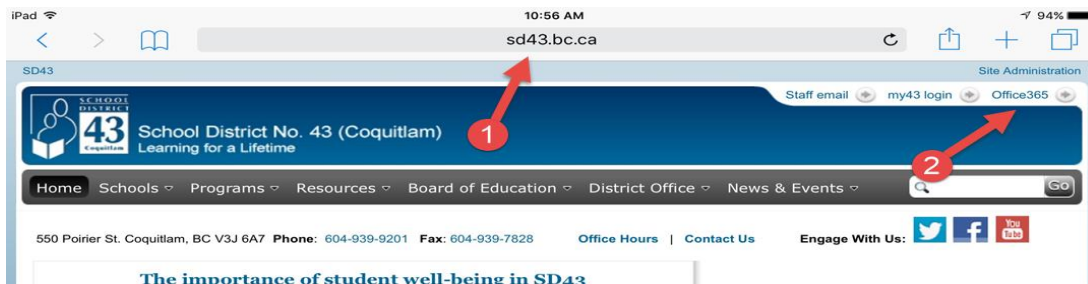 iPad 10:56 AM 94%
sd43.bc.ca
SD43 Site Administration
Staff email my43 login Office365
SCHOOL
DISTRICT
43
Coquitlam
School District No. 43 (Coquitlam)
Learning for a Lifetime
1
2
Home Schools Programs Resources Board of Education District Office News & Events Go
550 Poirier St. Coquitlam, BC V3J 6A7 Phone: 604-939-9201 Fax: 604-939-7828 Office Hours | Contact Us Engage With Us: You Tube
The importance of student well-being in SD43